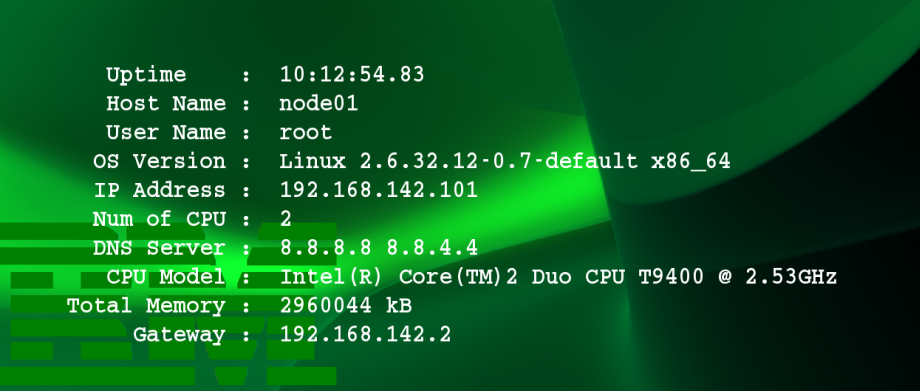 Uptime : 10:12:54.83
Host Name : node01
User Name : root
OS Version : Linux 2.6.32.12-0.7-default x86_64
IP Address : 192.168.142.101
Num of CPU : 2
DNS Server : 8.8.8.8 8.8.4.4
CPU Model : Intel(R) Core(TM)2 Duo CPU T9400 @ 2.53GHz
Total Memory : 2960044 kB
Gateway : 192.168.142.2
IBM